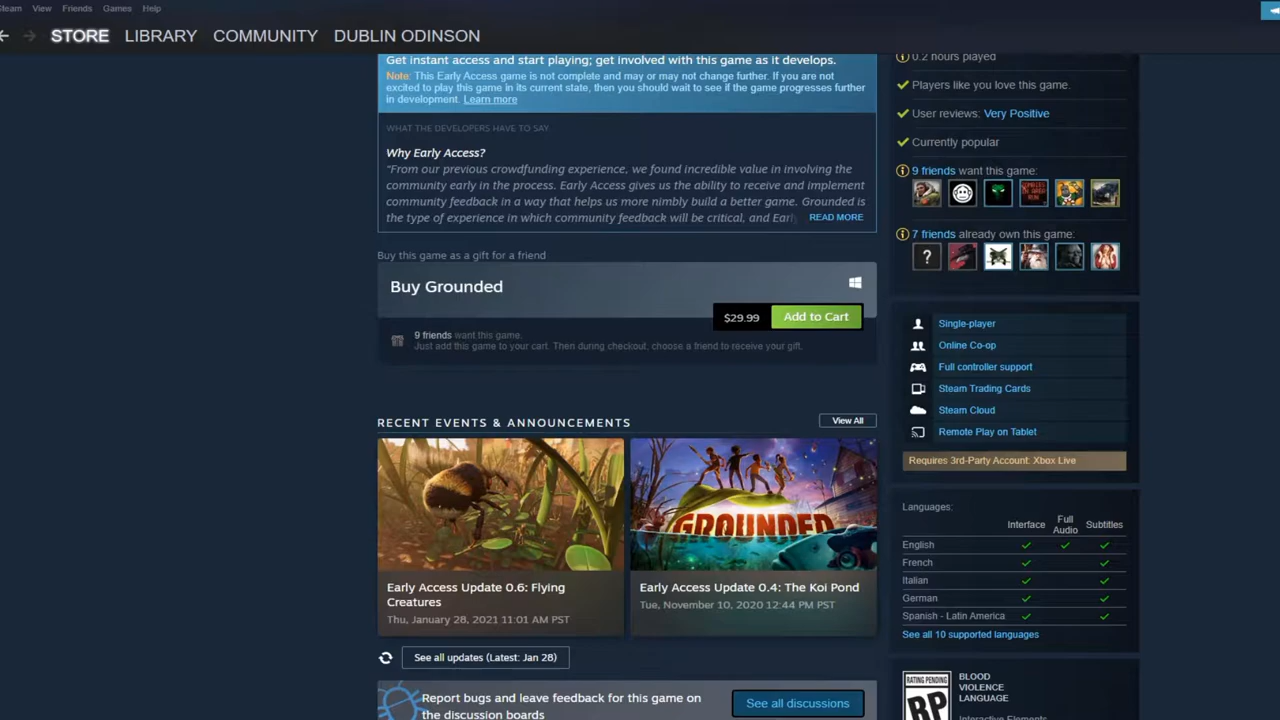 Steam View Friends Games Help
STORE LIBRARY COMMUNITY DUBLIN ODINSON
Get instant access and start playing; get involved with this game as it develops.
Note: This Early Access game is not complete and may or may not change further. If you are not
excited to play this game in its current state, then you should wait to see if the game progresses further
in development. Learn more
WHAT THE DEVELOPERS HAVE TO SAY
Why Early Access?
"From our previous crowdfunding experience, we found incredible value in involving the
community early in the process. Early Access gives us the ability to receive and implement
community feedback in a way that helps us more nimbly build a better game. Grounded is
the type of experience in which community feedback will be critical, and Early
READ MORE
Buy this game as a gift for a friend
Buy Grounded
$29.99 Add to Cart
9 friends want this game.
Just add this game to your cart. Then during checkout, choose a friend to receive your gift.
RECENT EVENTS & ANNOUNCEMENTS
View All
GROUNDED
Early Access Update 0.6: Flying
Creatures
Thu, January 28, 2021 11:01 AM PST
Early Access Update 0.4: The Koi Pond
Tue, November 10, 2020 12:44 PM PST
See all updates (Latest: Jan 28)
Report bugs and leave feedback for this game on
the discussion boards
See all discussions
0.2 hours played
Players like you love this game.
User reviews: Very Positive
Currently popular
9 friends want this game:
7 friends already own this game:
?
Single-player
Online Co-op
Full controller support
Steam Trading Cards
Steam Cloud
Remote Play on Tablet
Requires 3rd-Party Account: Xbox Live
Languages:
Interface Full Audio Subtitles
English
French
Italian
German
Spanish - Latin America
See all 10 supported languages
RATING PENDING
RP
BLOOD
VIOLENCE
LANGUAGE
Interactive Elements